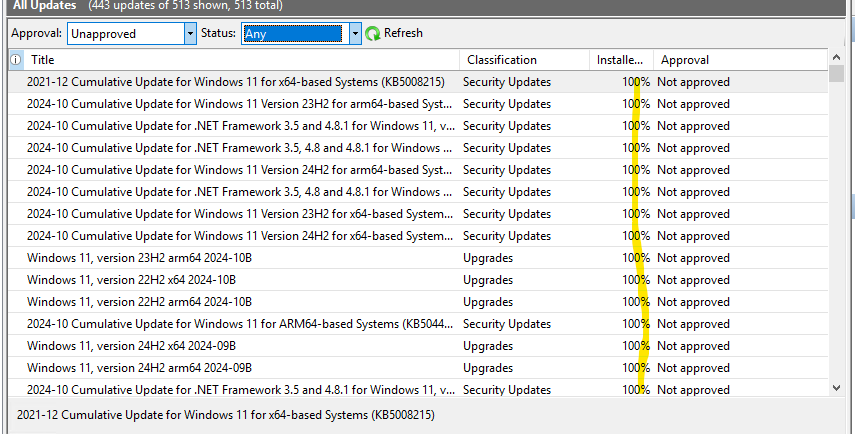 All Updates (443 updates of 513 shown, 513 total)
Approval: Unapproved Status: Any Refresh
Title Classification Installe... Approval
2021-12 Cumulative Update for Windows 11 for x64-based Systems (KB5008215) Security Updates 100% Not approved
2024-10 Cumulative Update for Windows 11 Version 23H2 for arm64-based Syst... Security Updates 100% Not approved
2024-10 Cumulative Update for .NET Framework 3.5 and 4.8.1 for Windows 11, v... Security Updates 100% Not approved
2024-10 Cumulative Update for .NET Framework 3.5, 4.8 and 4.8.1 for Windows ... Security Updates 100% Not approved
2024-10 Cumulative Update for Windows 11 Version 24H2 for arm64-based Syst... Security Updates 100% Not approved
2024-10 Cumulative Update for .NET Framework 3.5, 4.8 and 4.8.1 for Windows ... Security Updates 100% Not approved
2024-10 Cumulative Update for Windows 11 Version 23H2 for x64-based System... Security Updates 100% Not approved
2024-10 Cumulative Update for Windows 11 Version 24H2 for x64-based System... Security Updates 100% Not approved
Windows 11, version 23H2 arm64 2024-10B Upgrades 100% Not approved
Windows 11, version 22H2 x64 2024-10B Upgrades 100% Not approved
Windows 11, version 22H2 arm64 2024-10B Upgrades 100% Not approved
2024-10 Cumulative Update for Windows 11 for ARM64-based Systems (KB5044... Security Updates 100% Not approved
Windows 11, version 24H2 x64 2024-09B Upgrades 100% Not approved
Windows 11, version 24H2 arm64 2024-09B Upgrades 100% Not approved
2024-10 Cumulative Update for .NET Framework 3.5 and 4.8.1 for Windows 11, v... Security Updates 100% Not approved
2021-12 Cumulative Update for Windows 11 for x64-based Systems (KB5008215)